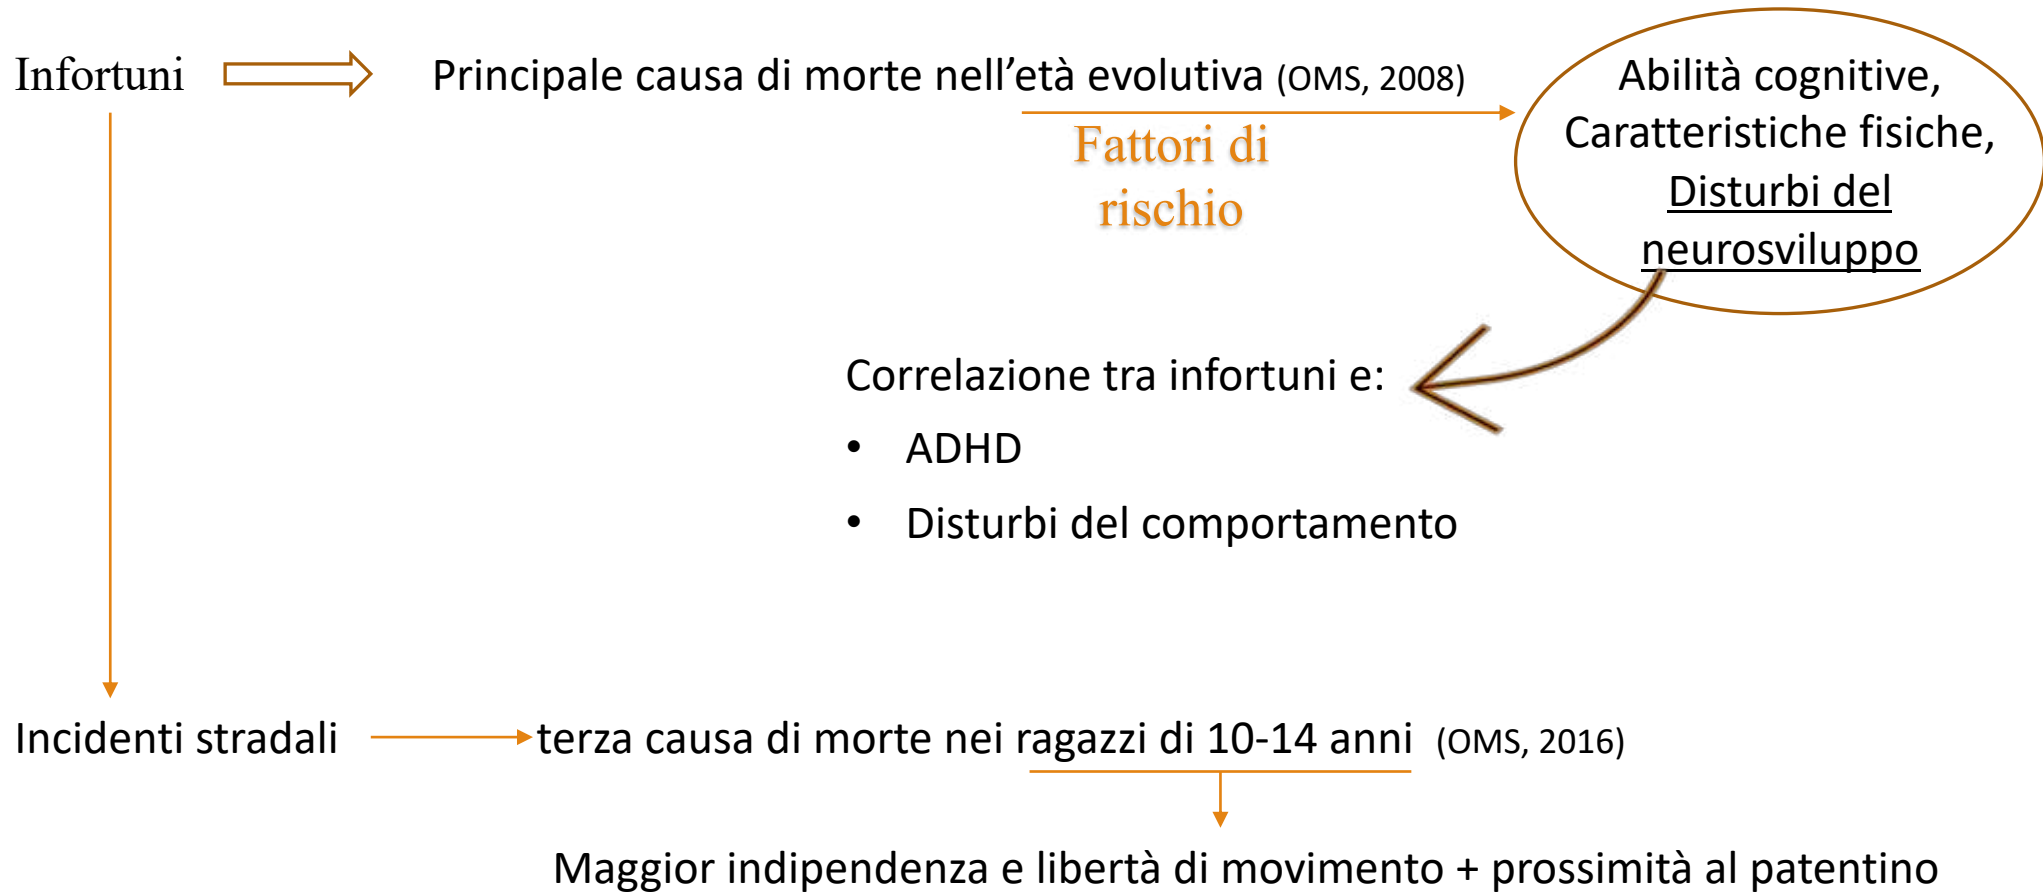 Infortuni
Principale causa di morte nell’età evolutiva (OMS, 2008)
Fattori di
rischio
Abilità cognitive,
Caratteristiche fisiche,
Disturbi del
neurosviluppo
Correlazione tra infortuni e:
• ADHD
• Disturbi del comportamento
Incidenti stradali
terza causa di morte nei ragazzi di 10-14 anni (OMS, 2016)
Maggior indipendenza e libertà di movimento + prossimità al patentino